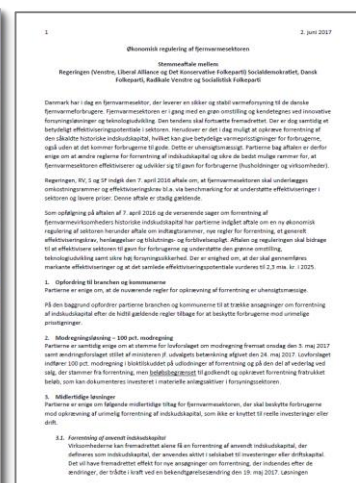 1
2. juni 2017
Økonomisk regulering af fjernvarmesektoren
Stemmeaftale mellem
Regeringen (Venstre, Liberal Alliance og Det Konservative Folkeparti) Socialdemokratiet, Dansk
Folkeparti, Radikale Venstre og Socialistisk Folkeparti
Danmark har i dag en fjernvarmesektor, der leverer en sikker og stabil varmeforsyning til de danske
fjernvarmeforbrugere. Fjernvarmesektoren er i gang med en grøn omstilling og kendetegnes ved innovative
forsyningsløsninger og teknologiudvikling. Den tendens skal fortsætte fremadrettet. Der er dog samtidig et
betydeligt effektiviseringspotentiale i sektoren. Herudover er det i dag muligt at opkræve forrentning af
den såkaldte historiske indskudskapital, hvilket kan give betydelige varmeprisstigninger for forbrugerne,
også uden at det kommer forbrugerne til gode. Dette er uhensigtsmæssigt. Parterne bag aftalen er derfor
enige om at ændre reglerne for forrentning af indskudskapital og sikre de bedst mulige rammer for, at
fjernvarmesektoren effektiviserer og udvikler sig til gavn for forbrugerne (husholdninger og virksomheder).
Regeringen, RV, S og SF indgik den 7. april 2016 aftale om, at fjernvarmesektoren skal underlægges
omkostningsrammer og effektiviseringskrav bl.a. via benchmarking for at understøtte effektiviseringer i
sektoren og lavere priser. Denne aftale er stadig gældende.
Som opfølgning på aftalen af 7. april 2016 og de verserende sager om forrentning af
fjernvarmevirksomheders historiske indskudskapital har parterne indgået aftale om en ny økonomisk
regulering af sektoren herunder aftale om indtægtsrammer, nye regler for forrentning, et generelt
effektiviseringskrav, henlæggelser og tilslutnings- og forblivelsespligt. Aftalen og reguleringen skal bidrage
til at effektivisere sektoren til gavn for forbrugerne og understøtte den grønne omstilling,
teknologiudvikling samt sikre høj forsyningssikkerhed. Der er enighed om, at der skal gennemføres
markante effektiviseringer og at det samlede effektiviseringspotentiale vurderes til 2,3 mia. kr. i 2025.
1. Opfordring til branchen og kommunerne
Parterne er enige om, at de nuværende regler for opkrævning af forrentning er uhensigtsmæssige.
På den baggrund opfordrer parterne branchen og kommunerne til at trække ansøgninger om forrentning
af indskudskapital efter de hidtil gældende regler tilbage for at beskytte forbrugerne mod urimelige
prisstigninger.
2. Modregningsløsning – 100 pct. modregning
Parterne er samtidig enige om at stemme for lovforslaget om modregning fremsat onsdag den 3. maj 2017
samt ændringsforslaget stillet af ministeren jf. udvalgets betænkning afgivet den 24. maj 2017. Lovforslaget
indfører 100 pct. modregning i bloktilskuddet på udlodninger af forrentning og på den del af vederlag ved
salg, der stammer fra forrentning, men beløbsbegrænset til godkendt og opkrævet forrentning fratrukket
beløb, som kan dokumenteres investeret i materielle anlægsaktiver i forsyningssektoren.
3. Midlertidige løsninger
Parterne er enige om følgende midlertidige tiltag for fjernvarmesektoren, der skal beskytte forbrugerne
mod opkrævning af urimelig forrentning af indskudskapital, som ikke er knyttet til reelle investeringer eller
drift.
3.1. Forrentning af anvendt indskudskapital
Virksomhederne kan fremadrettet alene få en forrentning af anvendt indskudskapital, der
defineres som indskudskapital, der anvendes aktivt i selskabet til investeringer eller driftskapital.
Det vil have fremadrettet effekt for nye ansøgninger om forrentning, der indsendes efter de
ændringer, der trådte i kraft ved en bekendtgørelsesændring den 19. maj 2017. Løsningen